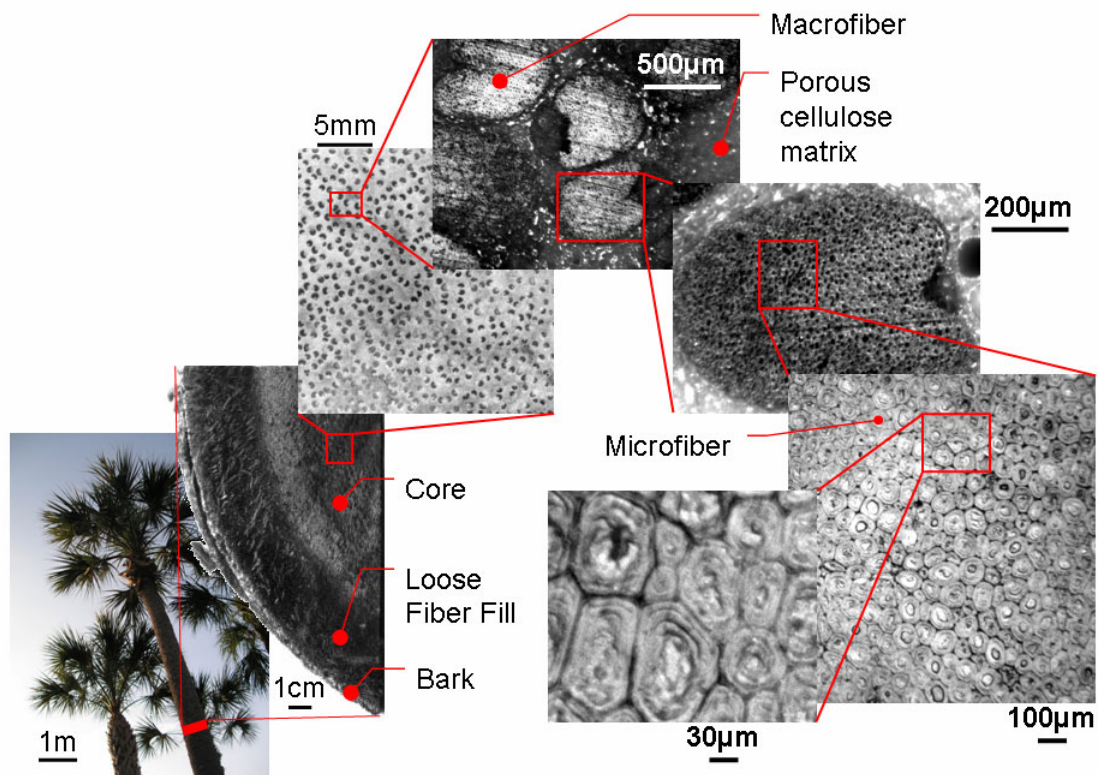 Macrofiber
500µm
Porous
cellulose
matrix
5mm
200µm
Microfiber
Core
Loose
Fiber Fill
Bark
1cm
1m
30µm
100µm